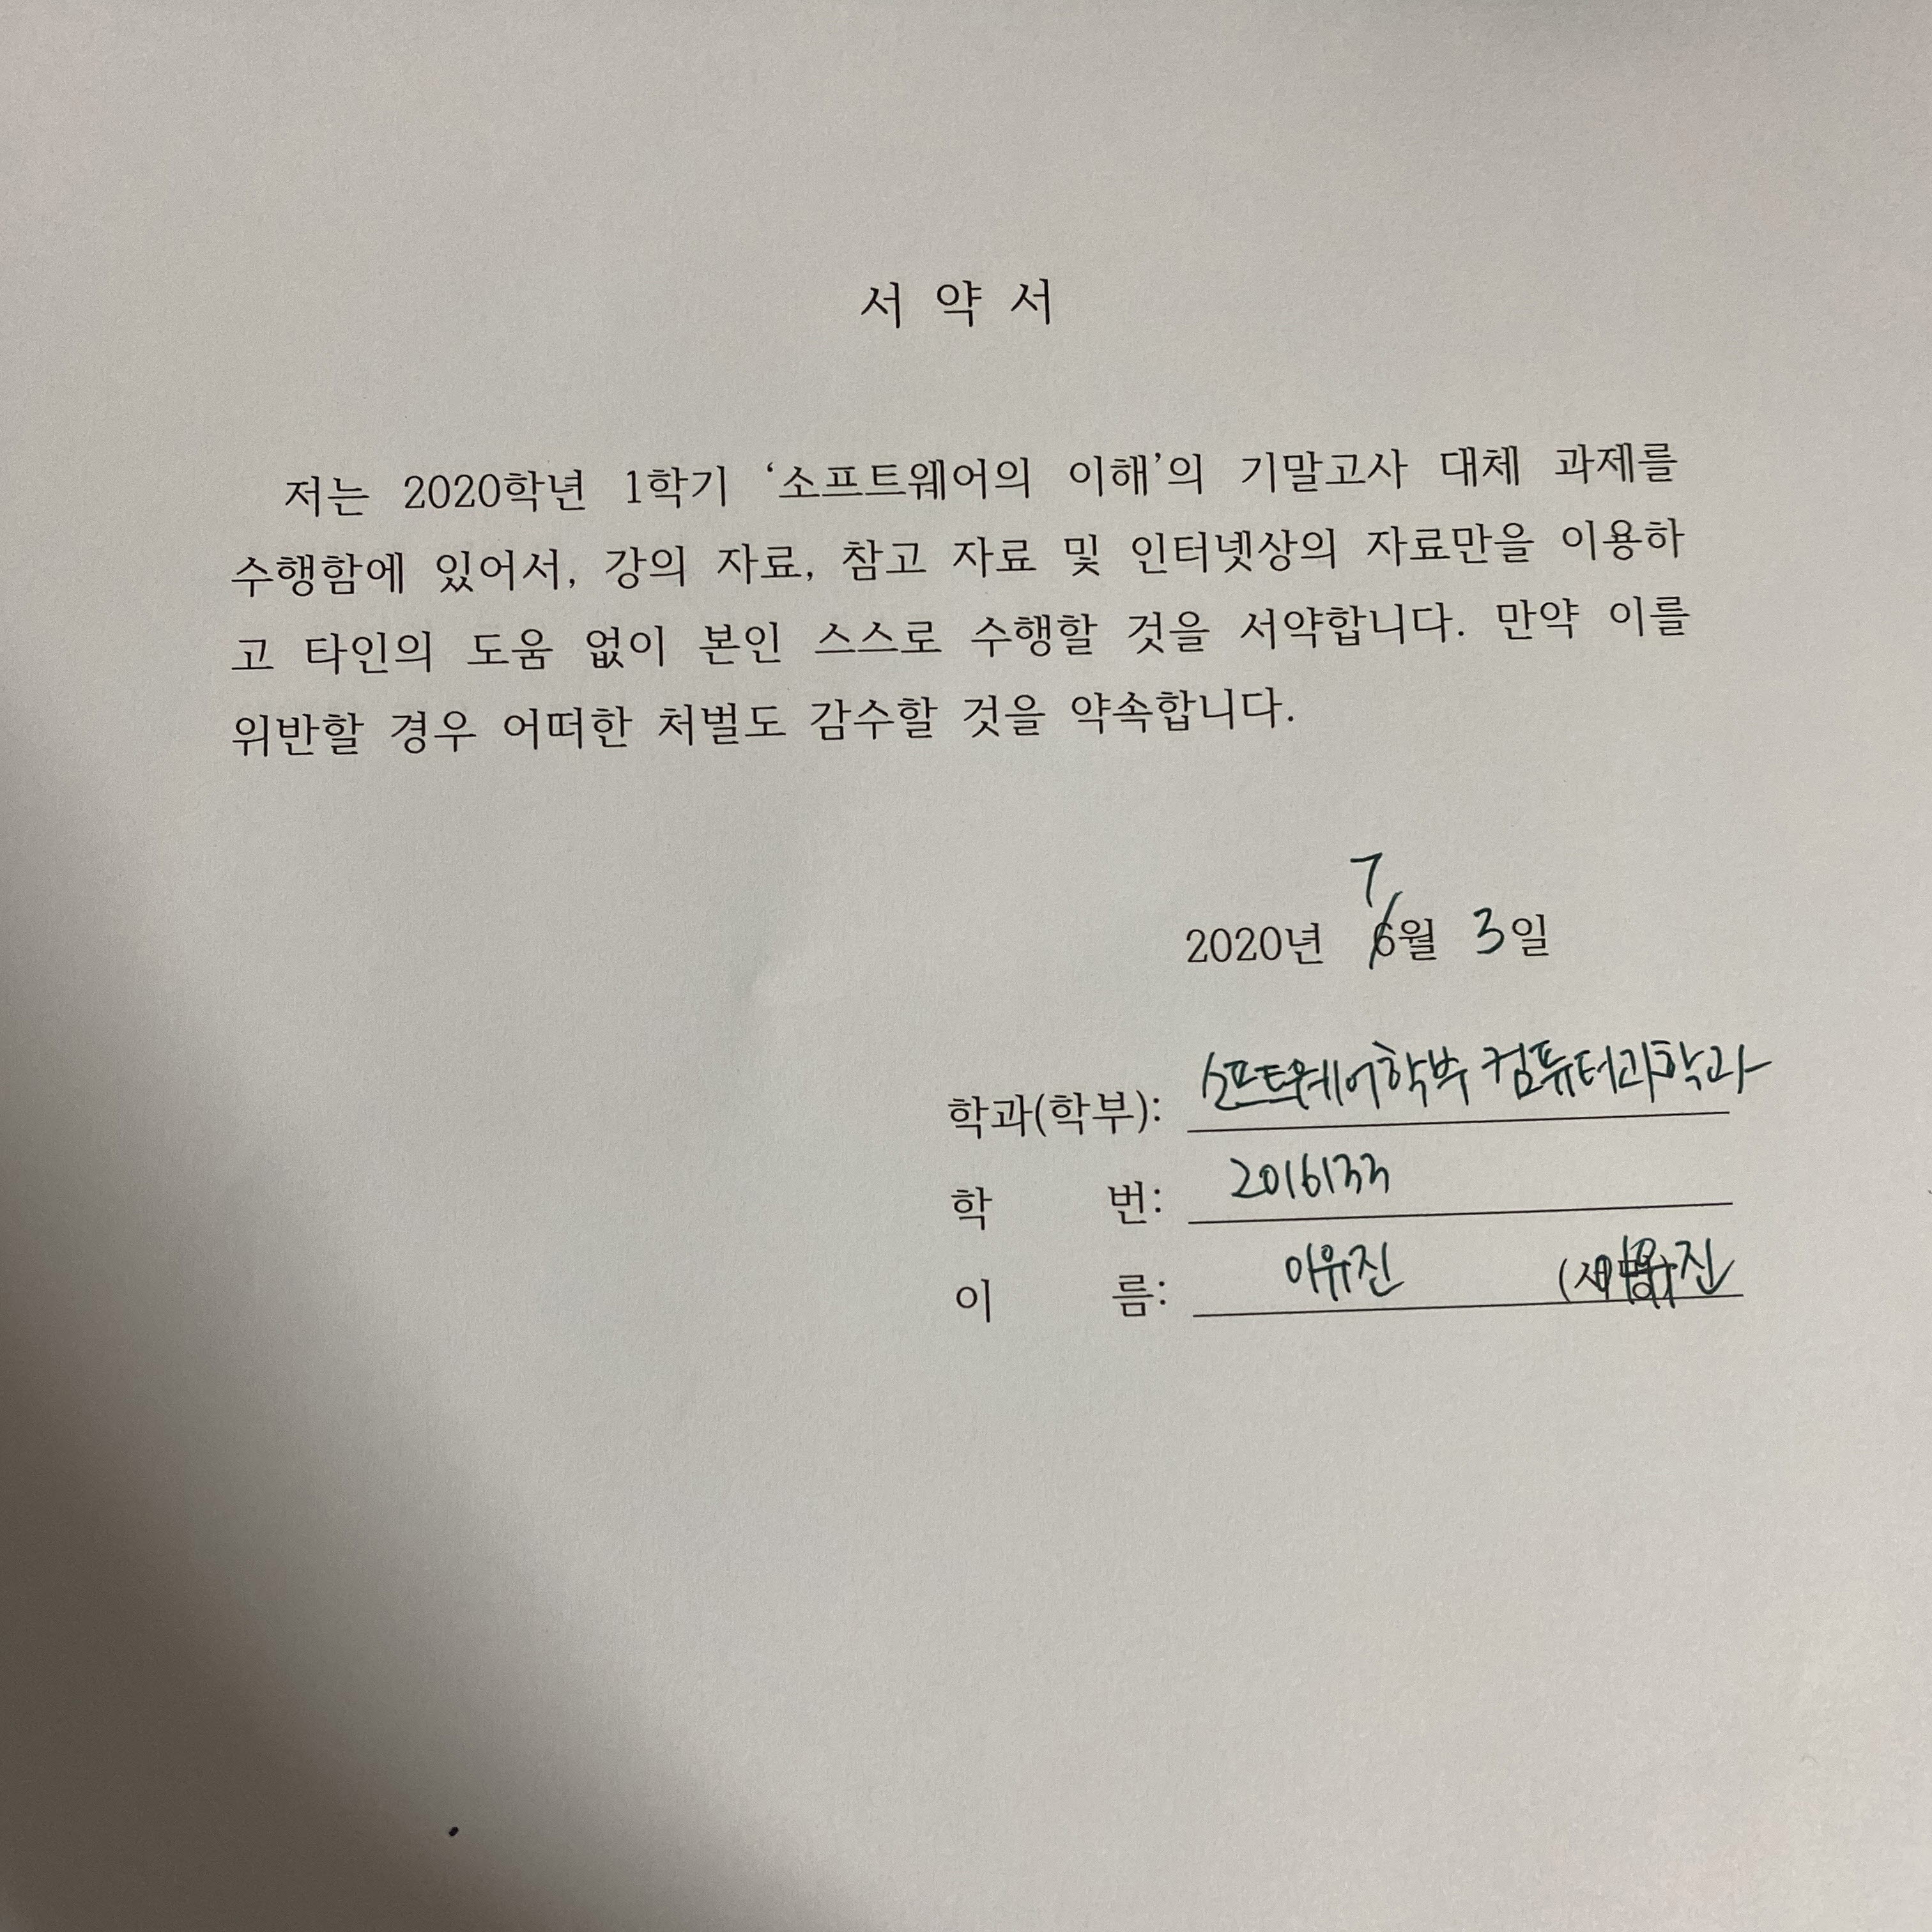 서 약 서
저는 2020학년 1학기 ‘소프트웨어의 이해’의 기말고사 대체 과제를
수행함에 있어서, 강의 자료, 참고 자료 및 인터넷상의 자료만을 이용하
고 타인의 도움 없이 본인 스스로 수행할 것을 서약합니다. 만약 이를
위반할 경우 어떠한 처벌도 감수할 것을 약속합니다.
7
2020년 6월 3일
학과(학부): 소프트웨어학부 컴퓨터과학과
학 번: 2016133
이 름: 이유진 (서명) 이유진